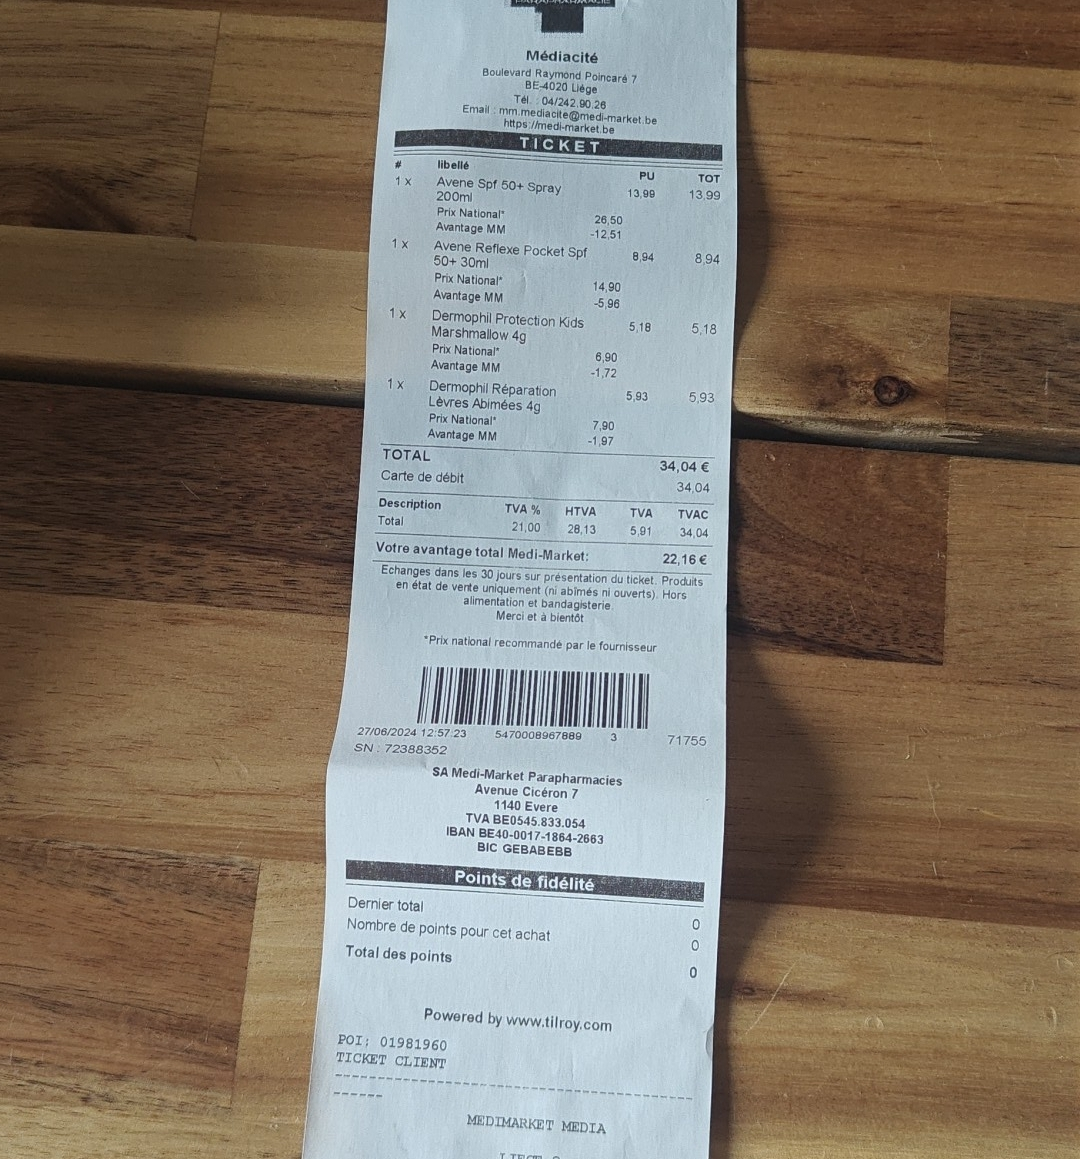 Médiacité
Boulevard Raymond Poincaré 7
BE-4020 Liège
Tél. : 04/242.90.26
Email : mm.mediacite@medi-market.be
https://medi-market.be
TICKET
# libellé PU TOT
1 x Avene Spf 50+ Spray 13,99 13,99
200ml
Prix National* 26,50
Avantage MM -12,51
1 x Avene Reflexe Pocket Spf 8,94 8,94
50+ 30ml
Prix National* 14,90
Avantage MM -5,96
1 x Dermophil Protection Kids 5,18 5,18
Marshmallow 4g
Prix National* 6,90
Avantage MM -1,72
1 x Dermophil Réparation 5,93 5,93
Lèvres Abimées 4g
Prix National* 7,90
Avantage MM -1,97
TOTAL 34,04 €
Carte de débit 34,04
Description TVA % HTVA TVA TVAC
Total 21,00 28,13 5,91 34,04
Votre avantage total Medi-Market: 22,16 €
Echanges dans les 30 jours sur présentation du ticket. Produits
en état de vente uniquement (ni abîmés ni ouverts). Hors
alimentation et bandagisterie.
Merci et à bientôt
*Prix national recommandé par le fournisseur
27/06/2024 12:57:23 5470008967889 3 71755
SN : 72388352
SA Medi-Market Parapharmacies
Avenue Cicéron 7
1140 Evere
TVA BE0545.833.054
IBAN BE40-0017-1864-2663
BIC GEBABEBB
Points de fidélité
Dernier total 0
Nombre de points pour cet achat 0
Total des points 0
Powered by www.tilroy.com
POI: 01981960
TICKET CLIENT
MEDIMARKET MEDIA